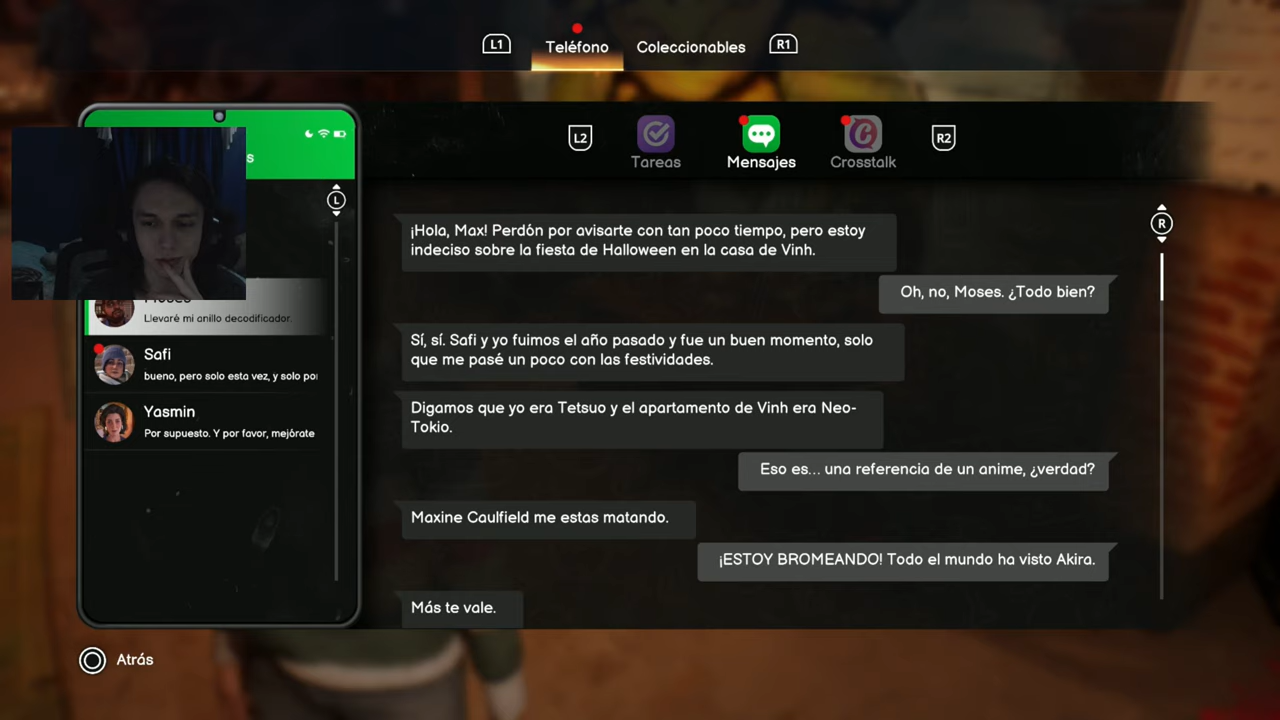 L1
Teléfono
Coleccionables
R1
s
L
Moses
Llevaré mi anillo decodificador.
Safi
bueno, pero solo esta vez, y solo por
Yasmin
Por supuesto. Y por favor, mejórate
L2
Tareas
Mensajes
Crosstalk
R2
R
¡Hola, Max! Perdón por avisarte con tan poco tiempo, pero estoy
indeciso sobre la fiesta de Halloween en la casa de Vinh.
Oh, no, Moses. ¿Todo bien?
Sí, sí. Safi y yo fuimos el año pasado y fue un buen momento, solo
que me pasé un poco con las festividades.
Digamos que yo era Tetsuo y el apartamento de Vinh era Neo-
Tokio.
Eso es... una referencia de un anime, ¿verdad?
Maxine Caulfield me estas matando.
¡ESTOY BROMEANDO! Todo el mundo ha visto Akira.
Más te vale.
Atrás